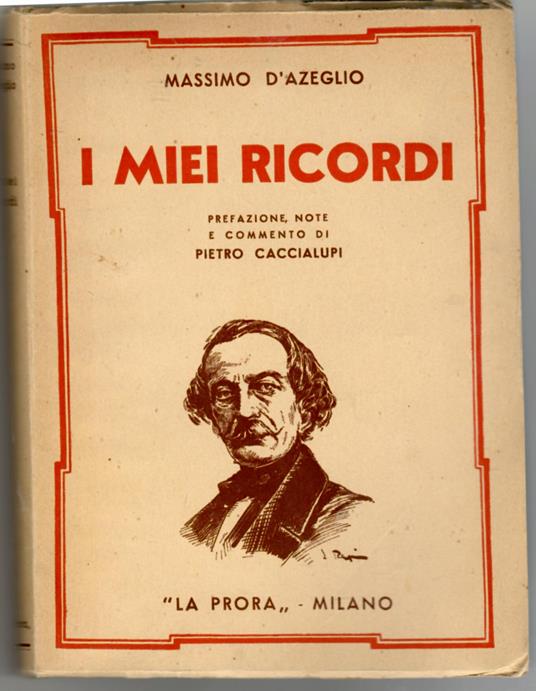 MASSIMO D'AZEGLIO
I MIEI RICORDI
PREFAZIONE, NOTE
E COMMENTO DI
PIETRO CACCIALUPI
"LA PRORA„ - MILANO